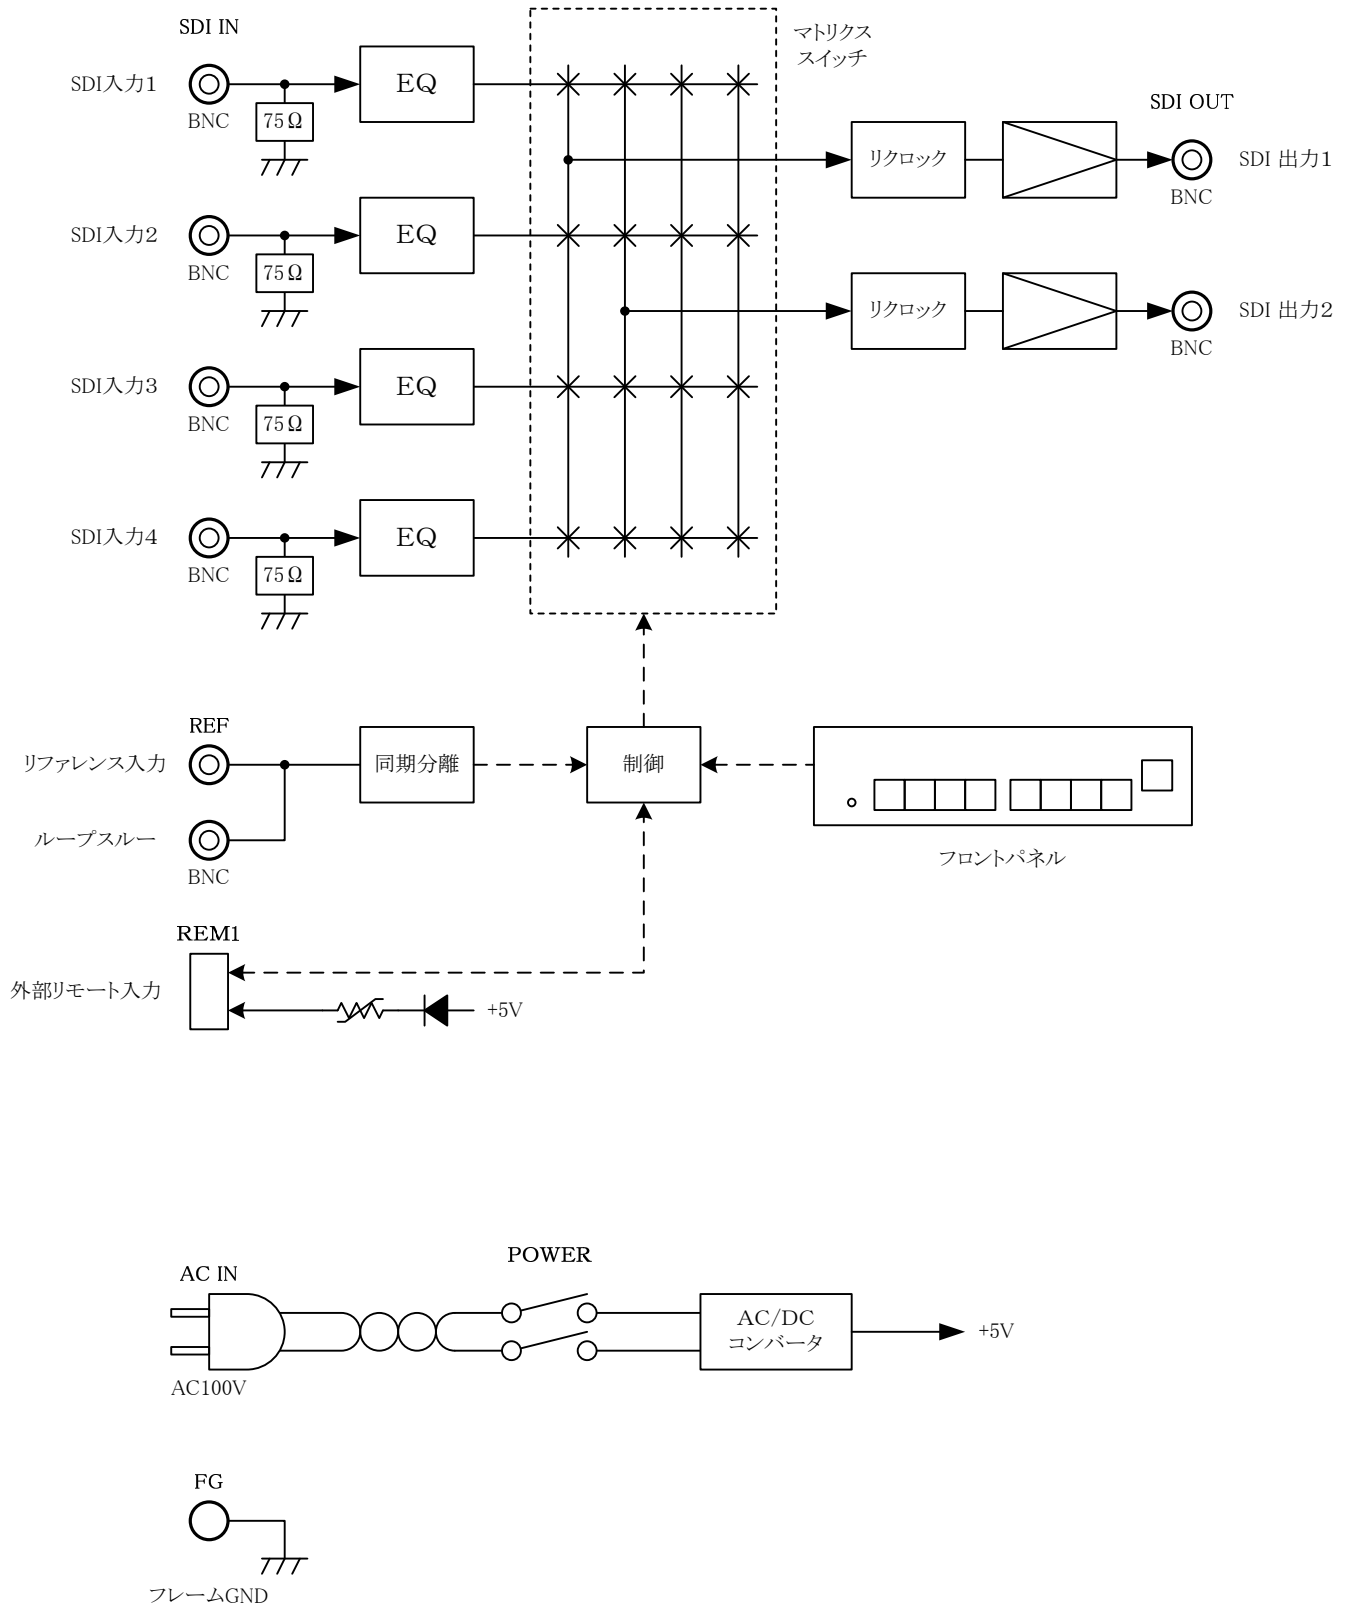 SDI IN
マトリクス
スイッチ
SDI入力1
EQ
BNC
75Ω
SDI OUT
リクロック
SDI 出力1
BNC
SDI入力2
EQ
BNC
75Ω
リクロック
SDI 出力2
BNC
SDI入力3
EQ
BNC
75Ω
SDI入力4
EQ
BNC
75Ω
REF
リファレンス入力
同期分離
制御
ループスルー
BNC
フロントパネル
REM1
外部リモート入力
+5V
POWER
AC IN
AC/DC
コンバータ
+5V
AC100V
FG
フレームGND